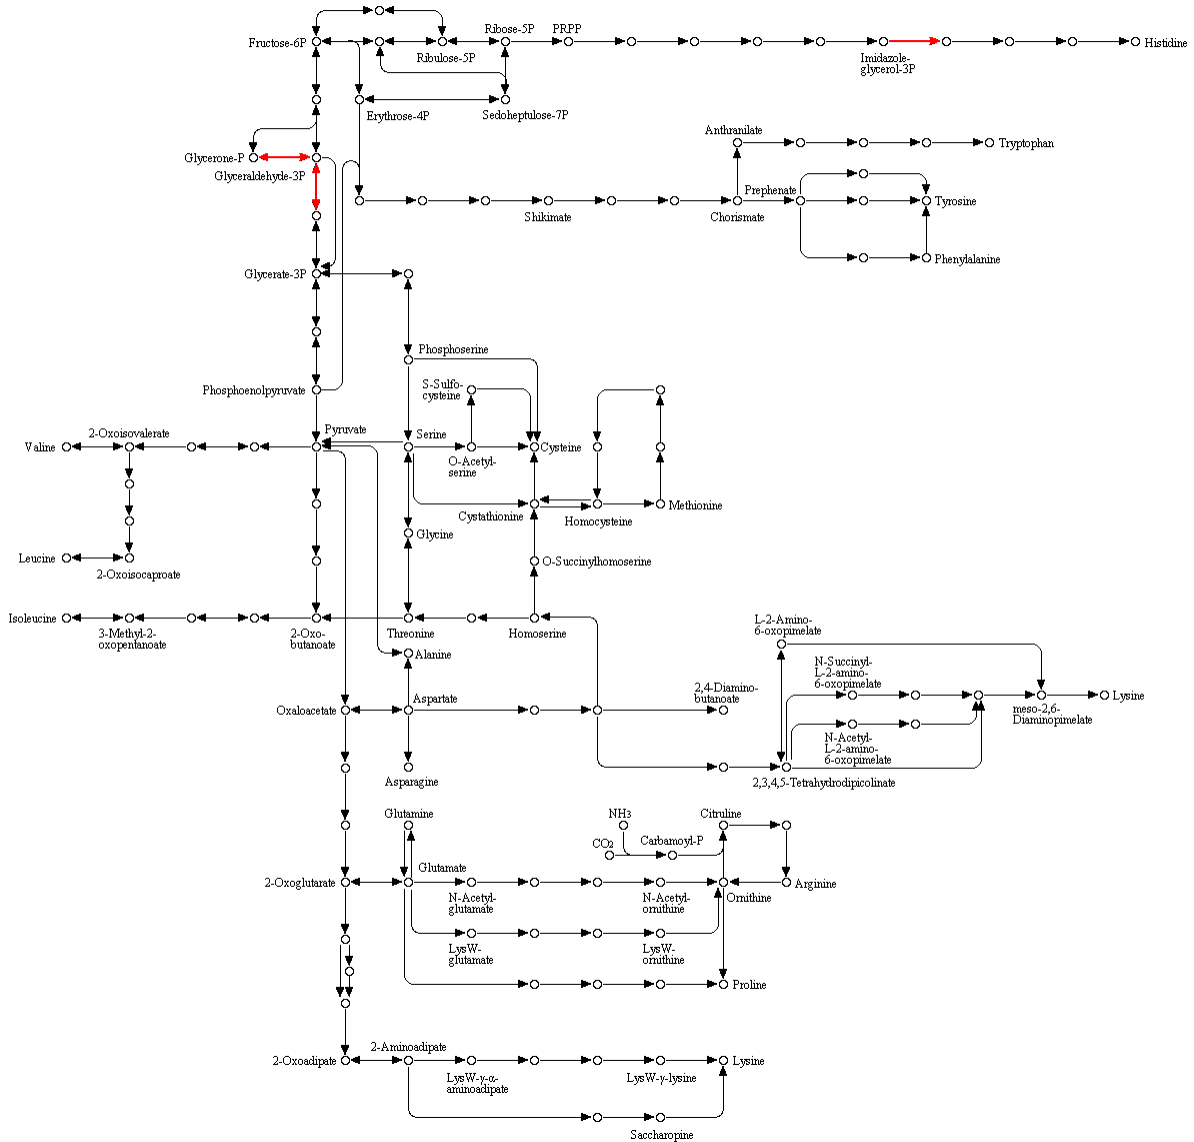 Ribose-5P
PRPP
Fructose-6P
Histidine
Ribulose-5P
Imidazole-
glycerol-3P
Erythrose-4P
Sedoheptulose-7P
Anthranilate
Tryptophan
Glycerone-P
Glyceraldehyde-3P
Prephenate
Tyrosine
Shikimate
Chorismate
Phenylalanine
Glycerate-3P
Phosphoserine
S-Sulfo-
cysteine
Phosphoenolpyruvate
Pyruvate
Serine
2-Oxoisovalerate
Valine
Cysteine
O-Acetyl-
serine
Methionine
Cystathionine
Homocysteine
Glycine
Leucine
O-Succinylhomoserine
2-Oxoisocaproate
Isoleucine
3-Methyl-2-
oxopentanoate
2-Oxo-
butanoate
Threonine
Homoserine
L-2-Amino-
6-oxopimelate
Alanine
N-Succinyl-
L-2-amino-
6-oxopimelate
2,4-Diamino-
butanoate
Lysine
Aspartate
Oxaloacetate
meso-2,6-
Diaminopimelate
N-Acetyl-
L-2-amino-
6-oxopimelate
Asparagine
2,3,4,5-Tetrahydrodipicolinate
Glutamine
NH3
Citruline
CO2
Carbamoyl-P
Glutamate
2-Oxoglutarate
Arginine
N-Acetyl-
glutamate
N-Acetyl-
ornithine
Ornithine
LysW-
glutamate
LysW-
ornithine
Proline
2-Aminoadipate
2-Oxoadipate
Lysine
LysW-γ-α-
aminoadipate
LysW-γ-lysine
Saccharopine